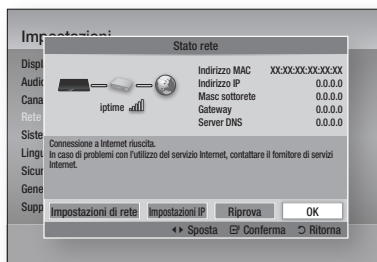 Impostazioni
Stato rete
Displ
Audio
Cana
Rete
Siste
Lingu
Sicur
Gene
Supp
iptime
Indirizzo MAC XX:XX:XX:XX:XX:XX
Indirizzo IP 0.0.0.0
Masc sottorete 0.0.0.0
Gateway 0.0.0.0
Server DNS 0.0.0.0
Connessione a Internet riuscita.
In caso di problemi con l'utilizzo del servizio Internet, contattare il fornitore di servizi
Internet.
Impostazioni di rete Impostazioni IP Riprova OK
Sposta Conferma Ritorna